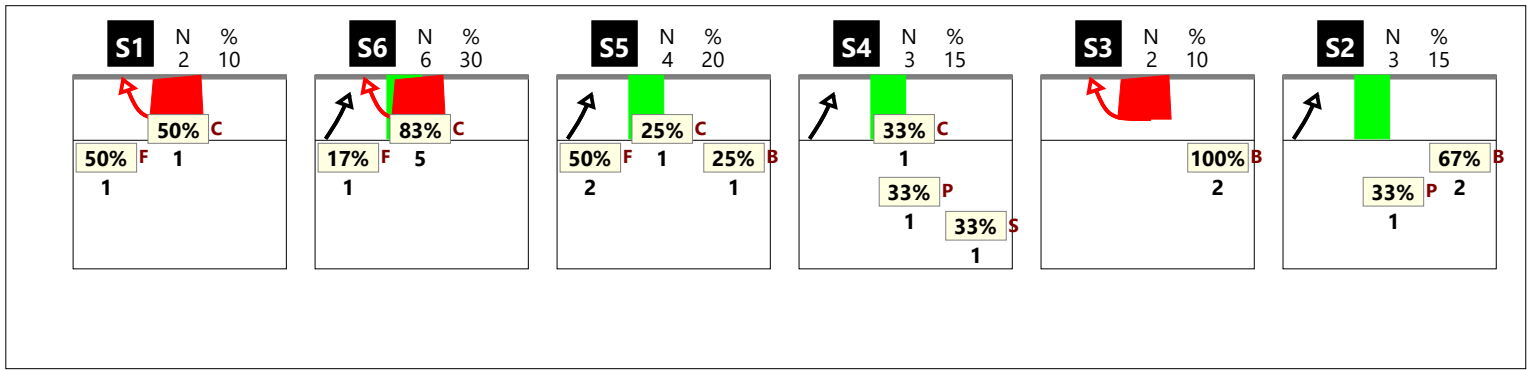 S1 N %
2 10
S6 N %
6 30
S5 N %
4 20
S4 N %
3 15
S3 N %
2 10
S2 N %
3 15
50% C
50% F 1
1
83% C
17% F 5
1
25% C
50% F 1 25% B
2 1
33% C
1
33% P
1 33% S
1
100% B
2
67% B
33% P 2
1